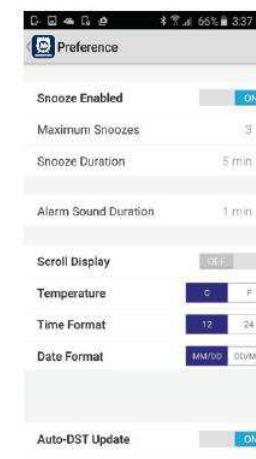 66% 3:37
Preference
Snooze Enabled ON
Maximum Snoozes 3
Snooze Duration 5 min
Alarm Sound Duration 1 min
Scroll Display OFF
Temperature C F
Time Format 12 24
Date Format MM/DD DD/M
Auto-DST Update ON